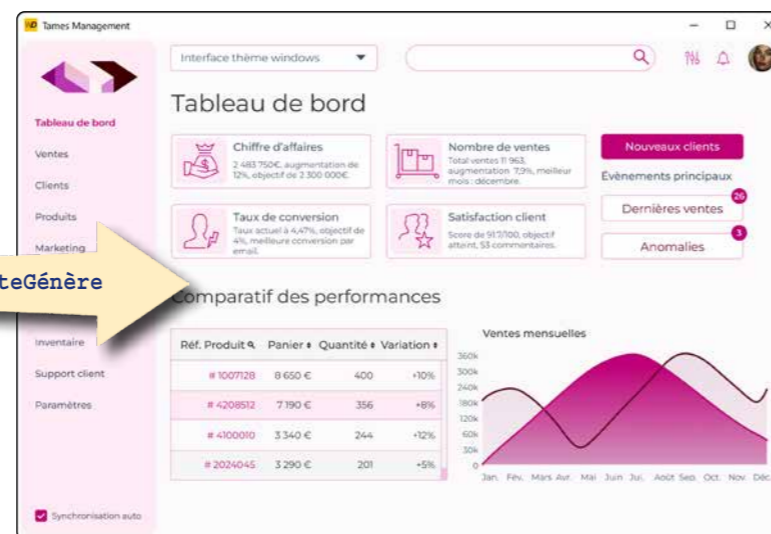 Tames Management
Interface thème windows
Tableau de bord
Tableau de bord
Ventes
Clients
Produits
Marketing
teGénère
Inventaire
Support client
Paramètres
Synchronisation auto
Chiffre d'affaires
2 483 750€, augmentation de
12%, objectif de 2 300 000€.
Nombre de ventes
Total ventes 11 963,
augmentation 7,9%, meilleur
mois : décembre.
Taux de conversion
Taux actuel à 4,47%, objectif de
4%, meilleure conversion par
email.
Satisfaction client
Score de 91,7/100, objectif
atteint, 53 commentaires.
Nouveaux clients
Évènements principaux
Dernières ventes
26
Anomalies
3
Comparatif des performances
Réf. Produit Panier Quantité Variation
# 1007128 8 650 € 400 +10%
# 4208512 7 190 € 356 +8%
# 4100010 3 340 € 244 +12%
# 2024045 3 290 € 201 +5%
Ventes mensuelles
360k
300k
240k
180k
120k
60k
30k
0
Jan. Fév. Mars Avr. Mai Juin Jui. Août Sep. Oct. Nov. Déc.